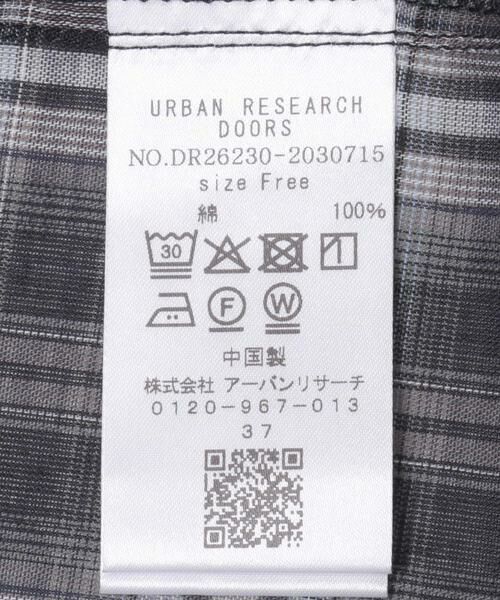 URBAN RESEARCH
DOORS
NO.DR26230-2030715
size Free
綿 100%
30
F W
中国製
株式会社 アーバンリサーチ
0120-967-013
37